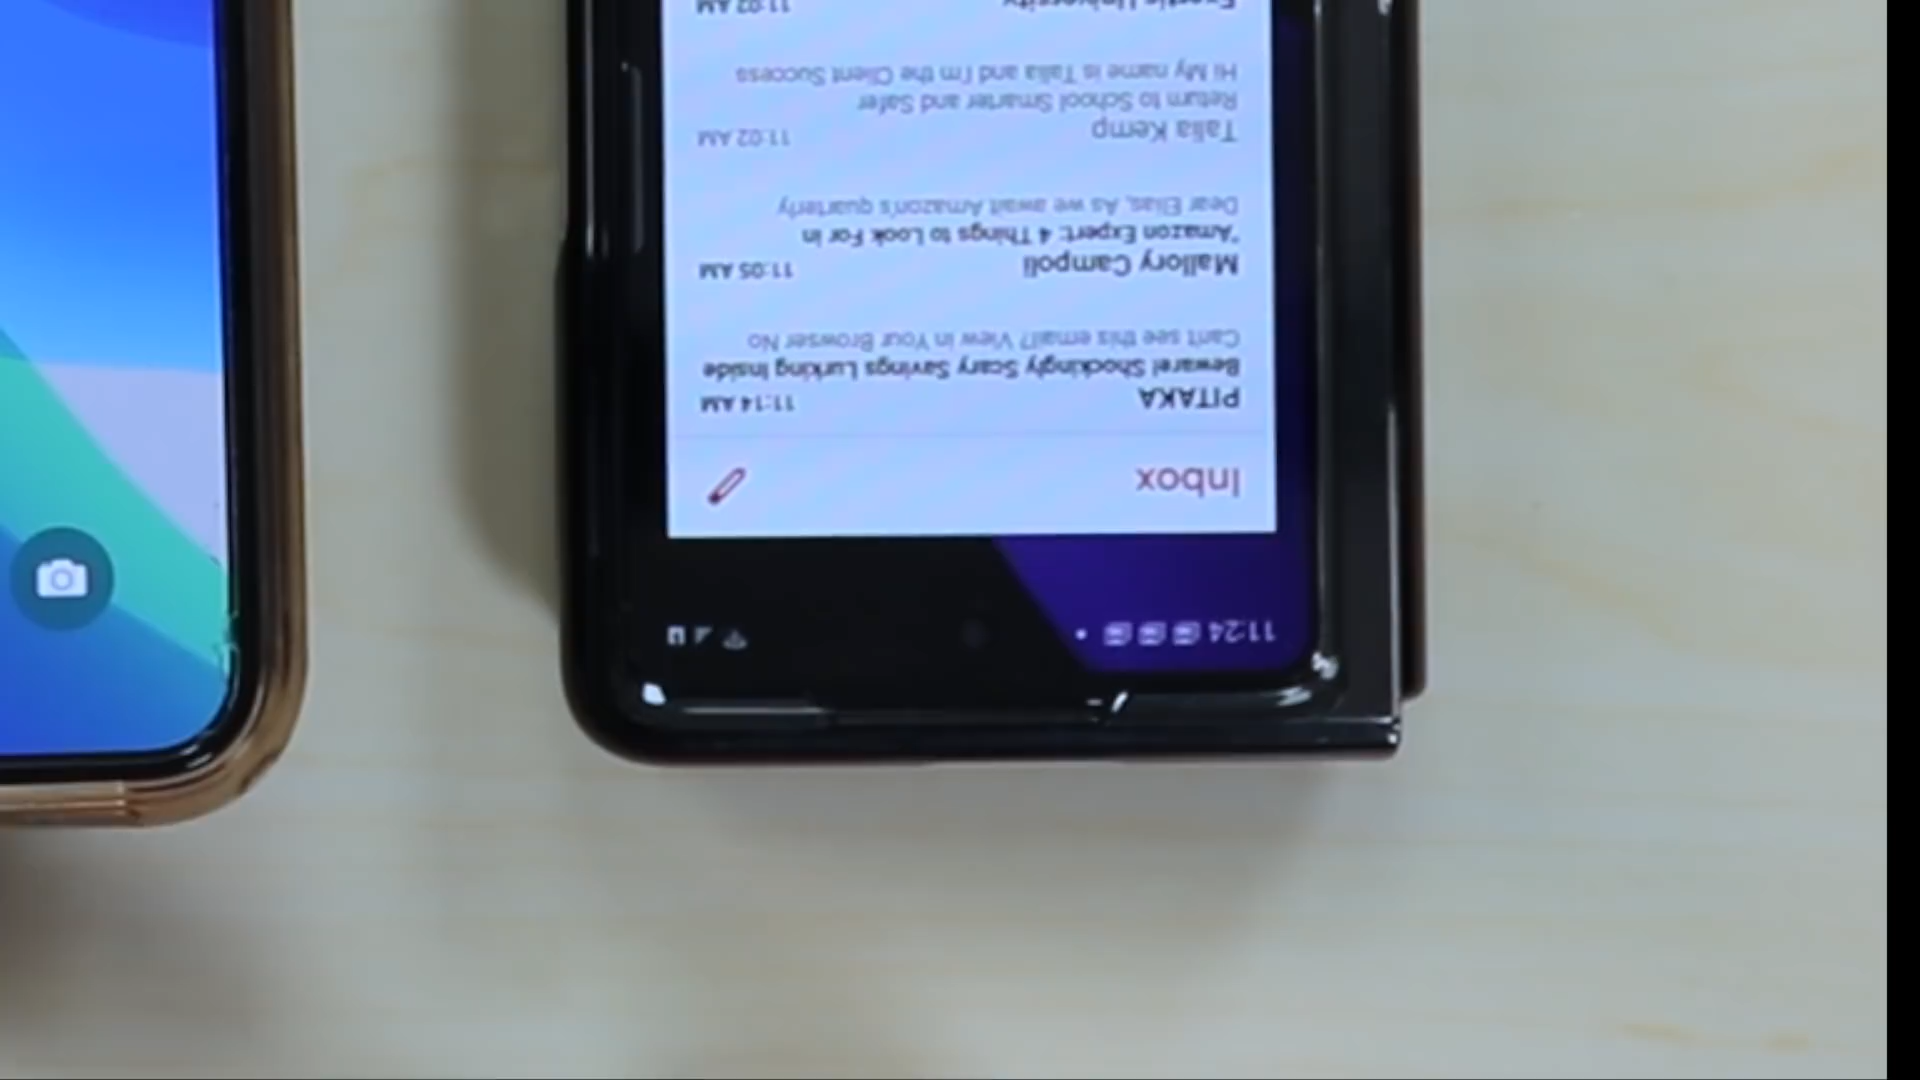 11:24
Inbox
PITAKA 11:14 AM
Beware! Shockingly Scary Savings Lurking Inside
Can't see this email? View in Your Browser No
Mallory Campoli 11:05 AM
"Amazon Expert: 4 Things to Look For in
Dear Elias, As we await Amazon's quarterly
Talia Kemp 11:02 AM
Return to School Smarter and Safer
Hi My name is Talia and I'm the Client Success
University 11:02 AM